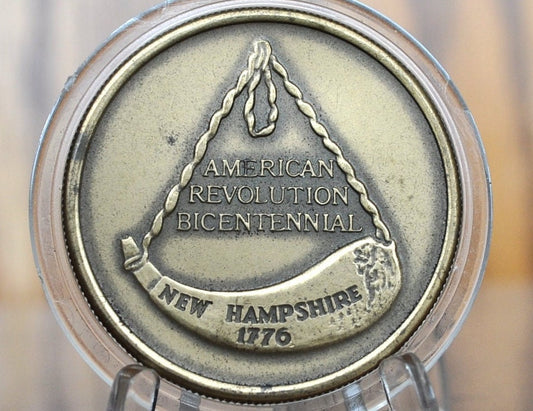 AMERICAN
REVOLUTION
BICENTENNIAL
NEW HAMPSHIRE
1776